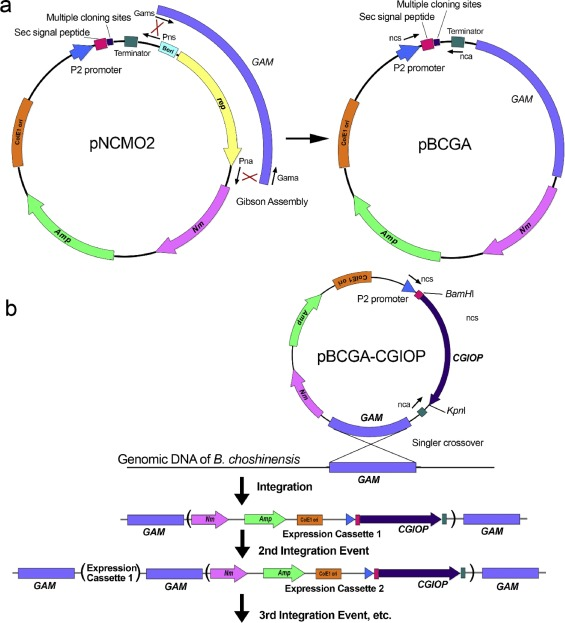 a
Gams
Multiple cloning sites
Sec signal peptide
Pns
Terminator
Bori
P2 promoter
GAM
rep
ColE1 ori
pNCMO2
Pna
Gama
Gibson Assembly
Nm
Amp
Multiple cloning sites
Sec signal peptide
ncs
Terminator
nca
P2 promoter
GAM
ColE1 ori
pBCGA
Nm
Amp
b
ColE1 ori
ncs
P2 promoter
BamHI
ncs
Amp
CGIOP
pBCGA-CGIOP
Nm
nca
KpnI
GAM
Singler crossover
Genomic DNA of B. choshinensis
GAM
Integration
( Nm Amp ColE1 ori CGIOP )
GAM Expression Cassette 1 GAM
2nd Integration Event
(Expression
Cassette 1) ( Nm Amp ColE1 ori CGIOP )
GAM GAM Expression Cassette 2 GAM
3rd Integration Event, etc.